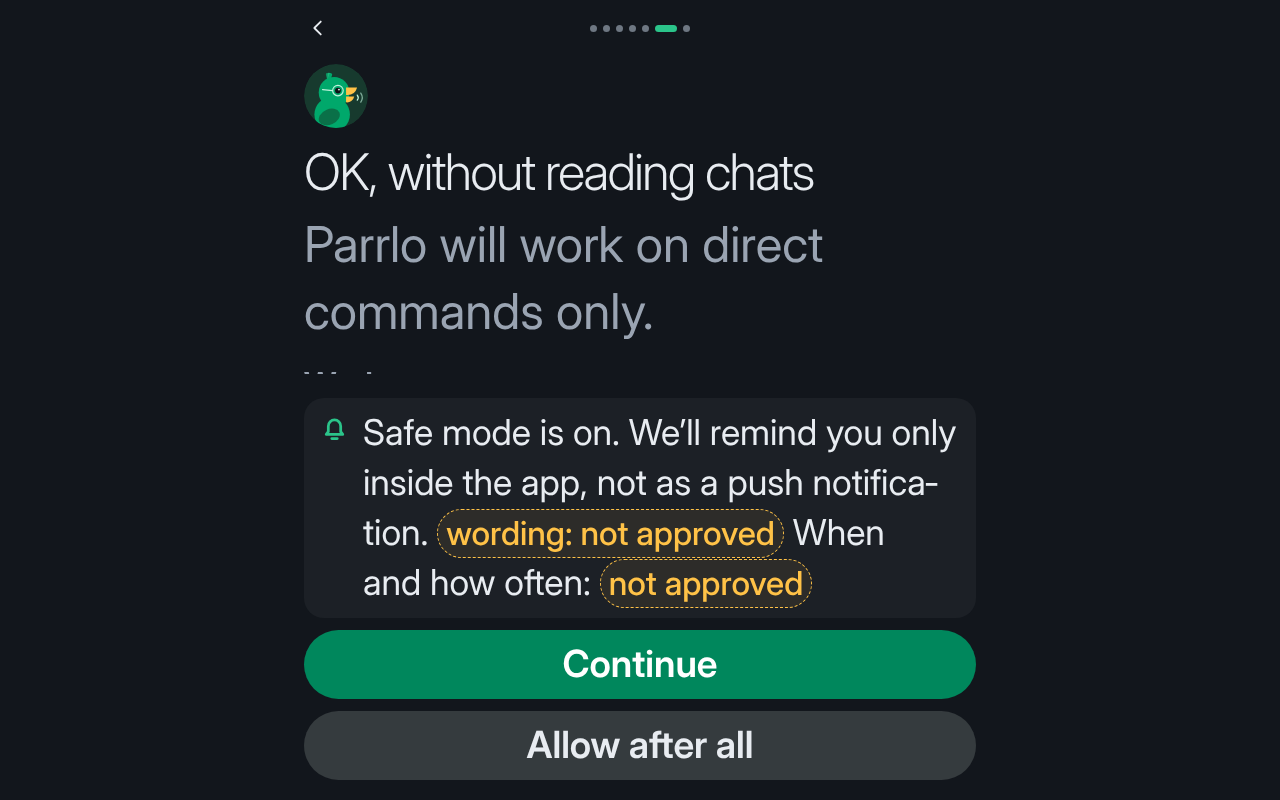 OK, without reading chats
Parrlo will work on direct
commands only.
Safe mode is on. We’ll remind you only
inside the app, not as a push notifica-
tion. wording: not approved When
and how often: not approved
Continue
Allow after all